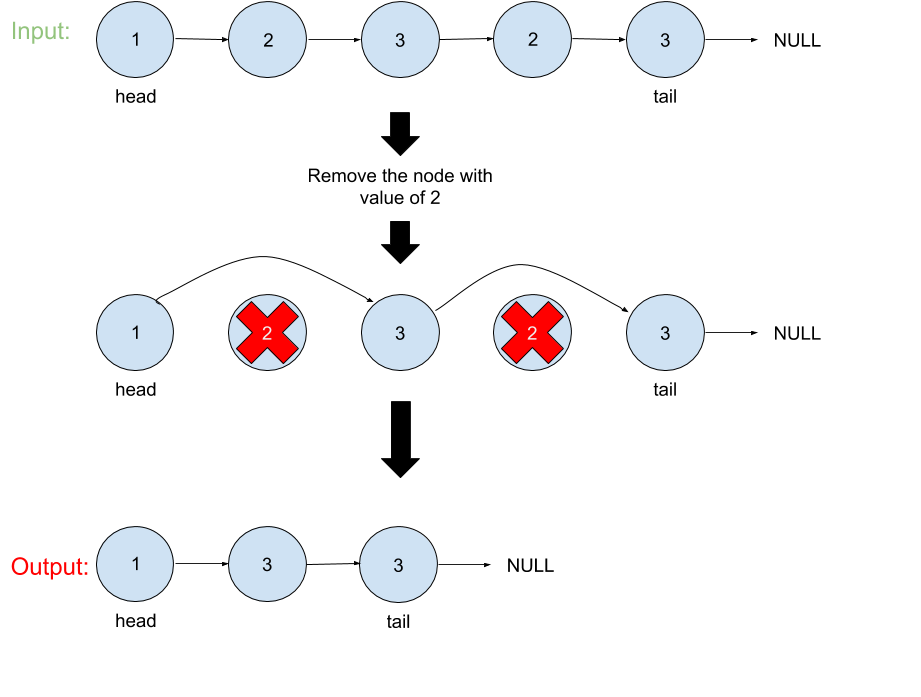 Input: 1 2 3 2 3 NULL
head tail
Remove the node with
value of 2
1 2 3 2 3 NULL
head tail
Output: 1 3 3 NULL
head tail